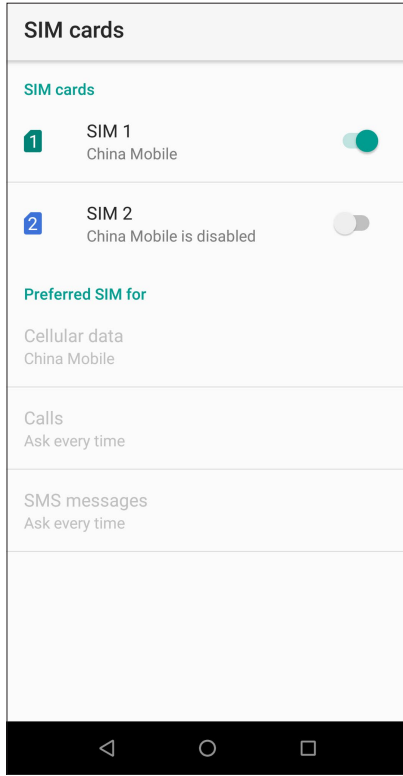 SIM cards
SIM cards
1
SIM 1
China Mobile
2
SIM 2
China Mobile is disabled
Preferred SIM for
Cellular data
China Mobile
Calls
Ask every time
SMS messages
Ask every time